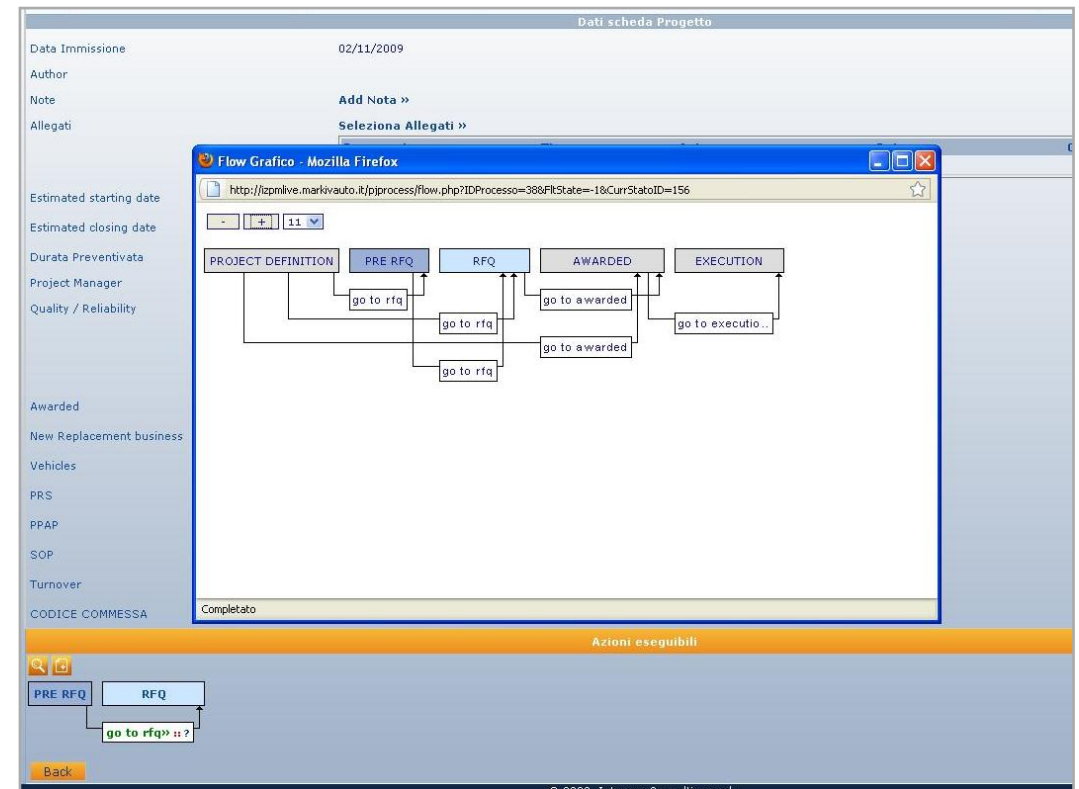 Dati scheda Progetto
Data Immissione 02/11/2009
Author
Note Add Nota »
Allegati Seleziona Allegati »
Flow Grafico - Mozilla Firefox
http://izpmlive.markivauto.it/pjprocess/flow.php?IDProcesso=38&FltState=-1&CurrStatoID=156
- + 11
PROJECT DEFINITION PRE RFQ RFQ AWARDED EXECUTION
go to rfq go to awarded
go to rfq go to executio..
go to awarded
go to rfq
Completato
Estimated starting date
Estimated closing date
Durata Preventivata
Project Manager
Quality / Reliability
Awarded
New Replacement business
Vehicles
PRS
PPAP
SOP
Turnover
CODICE COMMESSA
Azioni eseguibili
PRE RFQ RFQ
go to rfq» :: ?
Back